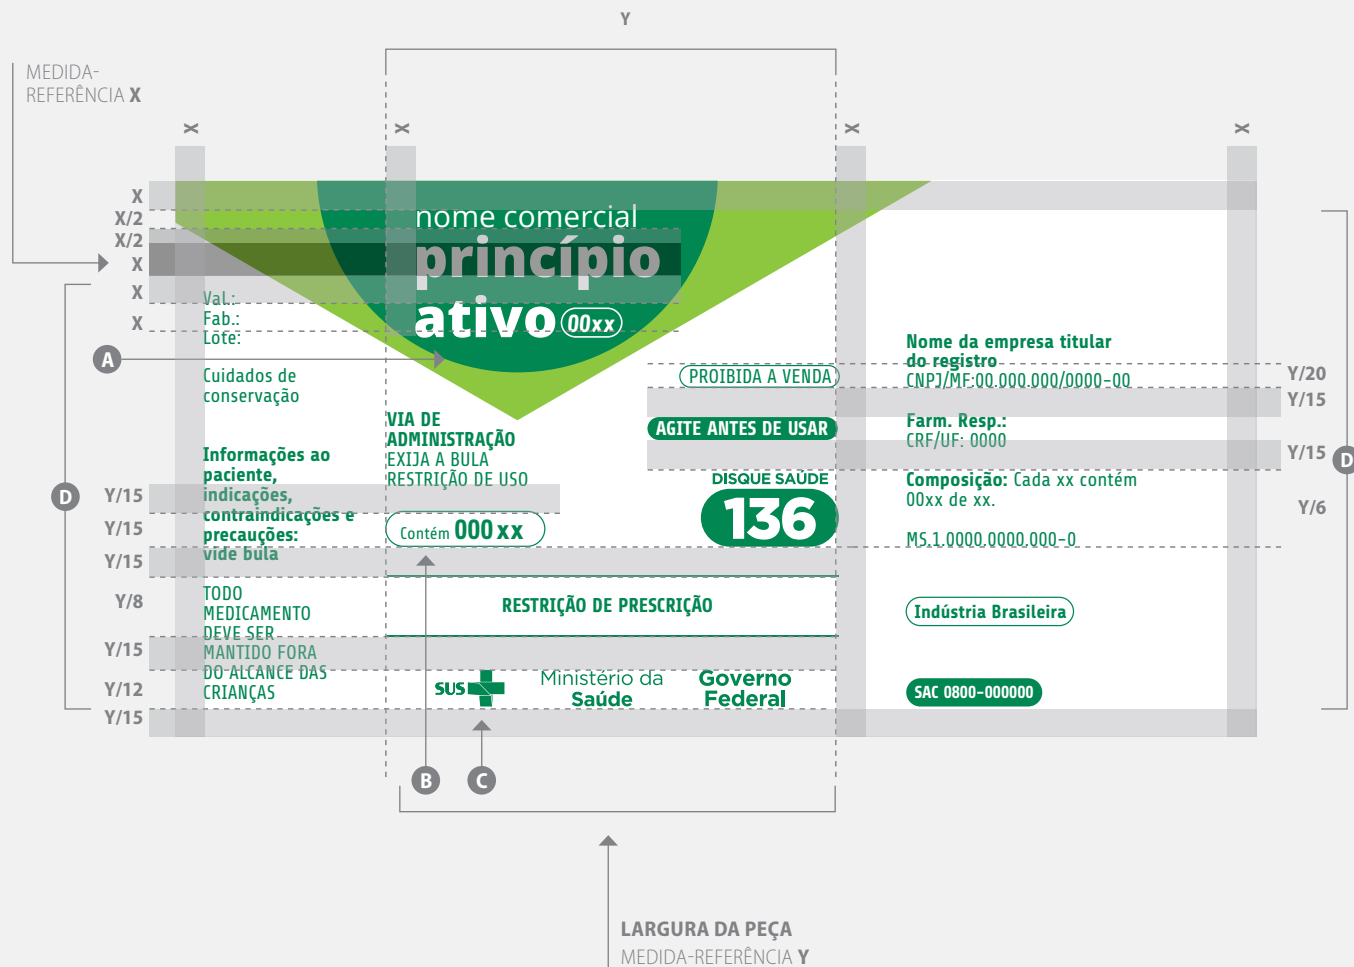 Y
MEDIDA-
REFERÊNCIA X
X
X
X
X
X
X/2
X/2
X
X
X
nome comercial
princípio
ativo 00xx
Val.:
Fab.:
Lote:
A
Cuidados de
conservação
Informações ao
paciente,
indicações,
contraindicações e
precauções:
vide bula
TODO
MEDICAMENTO
DEVE SER
MANTIDO FORA
DO ALCANCE DAS
CRIANÇAS
D
Y/15
Y/15
Y/15
Y/8
Y/15
Y/12
Y/15
VIA DE
ADMINISTRAÇÃO
EXIJA A BULA
RESTRIÇÃO DE USO
Contém 000 xx
PROIBIDA A VENDA
AGITE ANTES DE USAR
DISQUE SAÚDE
136
RESTRIÇÃO DE PRESCRIÇÃO
SUS
Ministério da
Saúde
Governo
Federal
Nome da empresa titular
do registro
CNPJ/MF:00.000.000/0000-00
Farm. Resp.:
CRF/UF: 0000
Composição: Cada xx contém
00xx de xx.
MS.1.0000.0000.000-0
Indústria Brasileira
SAC 0800-000000
Y/20
Y/15
Y/15
D
Y/6
B
C
LARGURA DA PEÇA
MEDIDA-REFERÊNCIA Y